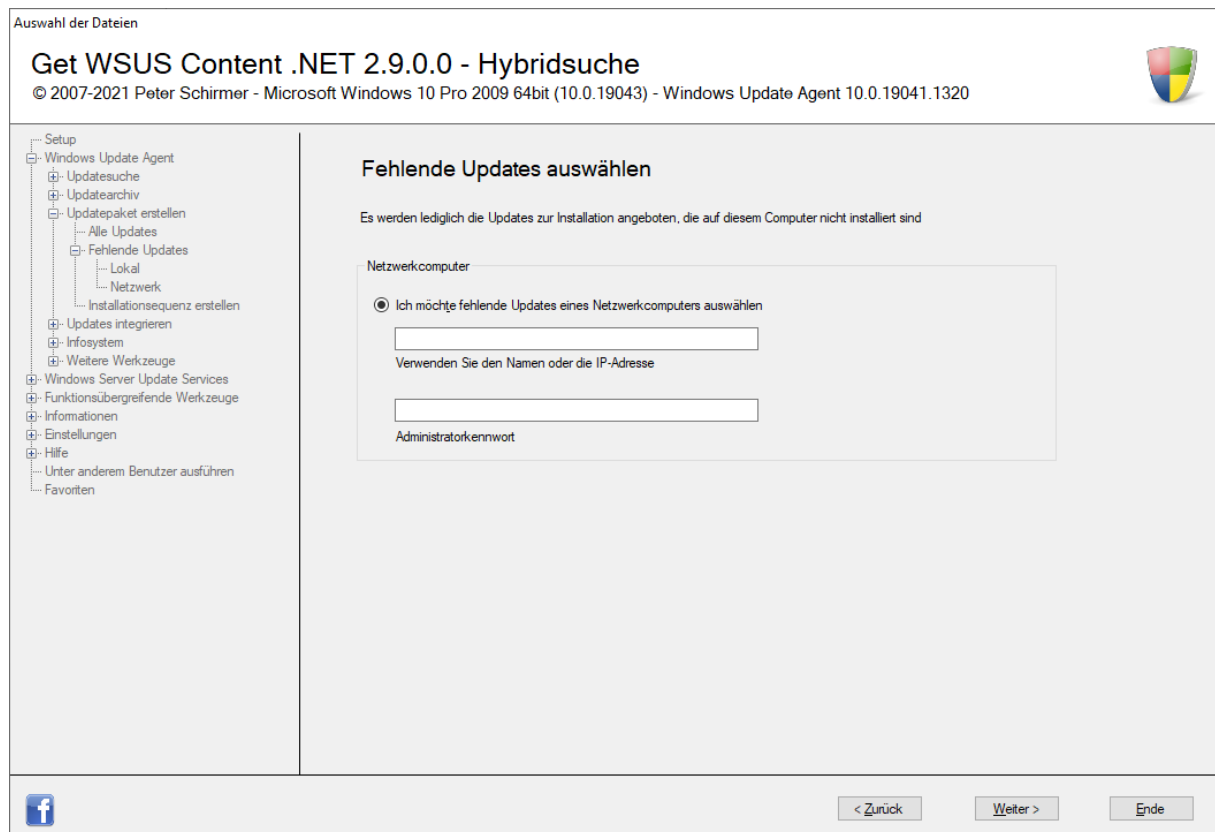 Auswahl der Dateien
Get WSUS Content .NET 2.9.0.0 - Hybridsuche
© 2007-2021 Peter Schirmer - Microsoft Windows 10 Pro 2009 64bit (10.0.19043) - Windows Update Agent 10.0.19041.1320
Setup
Windows Update Agent
Updatesuche
Updatearchiv
Updatepaket erstellen
Alle Updates
Fehlende Updates
Lokal
Netzwerk
Installationsequenz erstellen
Updates integrieren
Infosystem
Weitere Werkzeuge
Windows Server Update Services
Funktionsübergreifende Werkzeuge
Informationen
Einstellungen
Hilfe
Unter anderem Benutzer ausführen
Favoriten
Fehlende Updates auswählen
Es werden lediglich die Updates zur Installation angeboten, die auf diesem Computer nicht installiert sind
Netzwerkcomputer
Ich möchte fehlende Updates eines Netzwerkcomputers auswählen
Verwenden Sie den Namen oder die IP-Adresse
Administratorkennwort
< Zurück
Weiter >
Ende